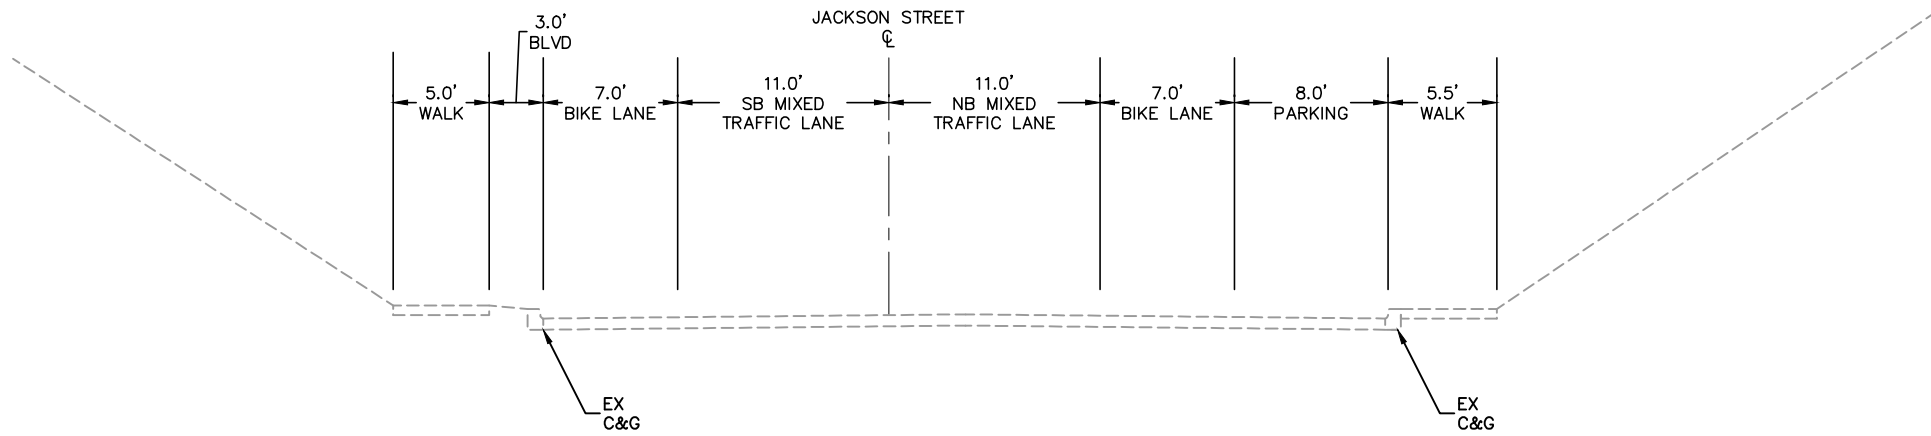 JACKSON STREET
℄
3.0'
BLVD
5.0'
WALK
7.0'
BIKE LANE
11.0'
SB MIXED
TRAFFIC LANE
11.0'
NB MIXED
TRAFFIC LANE
7.0'
BIKE LANE
8.0'
PARKING
5.5'
WALK
EX
C&G
EX
C&G